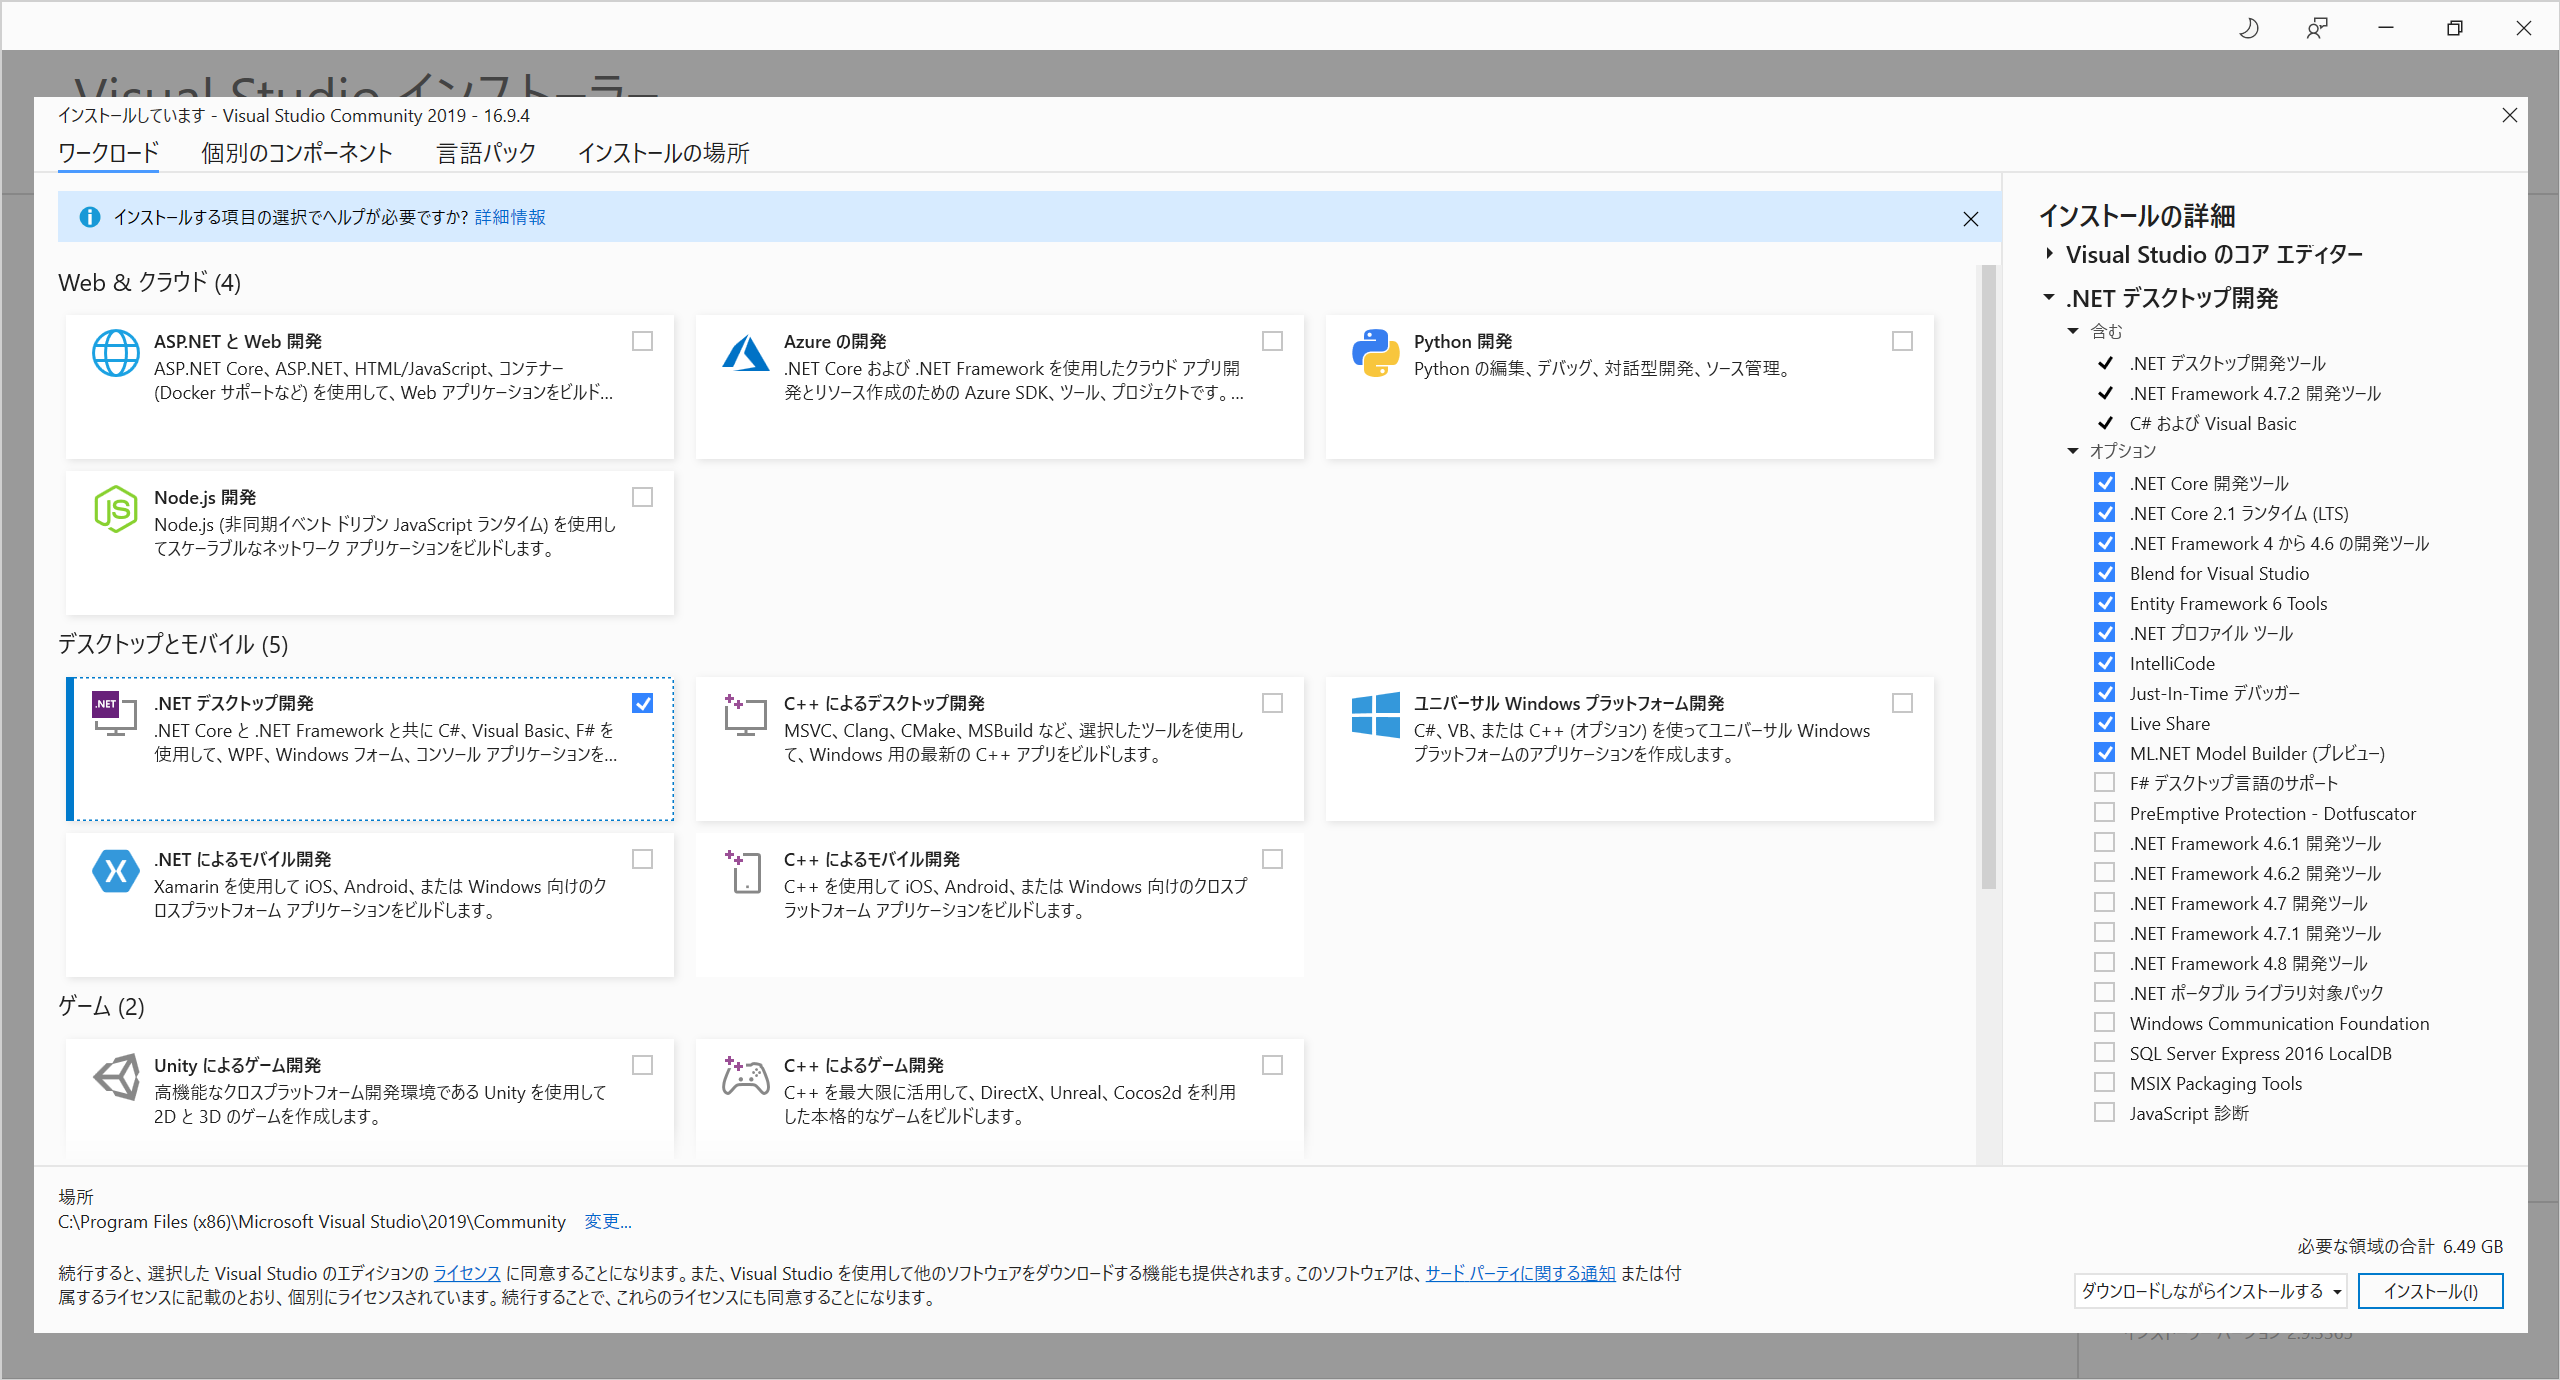 Visual Studio インストーラー
インストールしています - Visual Studio Community 2019 - 16.9.4
ワークロード 個別のコンポーネント 言語パック インストールの場所
インストールする項目の選択でヘルプが必要ですか? 詳細情報
Web & クラウド (4)
ASP.NET と Web 開発
ASP.NET Core、ASP.NET、HTML/JavaScript、コンテナー
(Docker サポートなど) を使用して、Web アプリケーションをビルド...
Azure の開発
.NET Core および .NET Framework を使用したクラウド アプリ開
発とリソース作成のための Azure SDK、ツール、プロジェクトです。...
Python 開発
Python の編集、デバッグ、対話型開発、ソース管理。
JS
Node.js 開発
Node.js (非同期イベント ドリブン JavaScript ランタイム) を使用し
てスケーラブルなネットワーク アプリケーションをビルドします。
デスクトップとモバイル (5)
.NET
.NET デスクトップ開発
.NET Core と .NET Framework と共に C#、Visual Basic、F# を
使用して、WPF、Windows フォーム、コンソール アプリケーションを...
C++ によるデスクトップ開発
MSVC、Clang、CMake、MSBuild など、選択したツールを使用し
て、Windows 用の最新の C++ アプリをビルドします。
ユニバーサル Windows プラットフォーム開発
C#、VB、または C++ (オプション) を使ってユニバーサル Windows
プラットフォームのアプリケーションを作成します。
.NET によるモバイル開発
Xamarin を使用して iOS、Android、または Windows 向けのク
ロスプラットフォーム アプリケーションをビルドします。
C++ によるモバイル開発
C++ を使用して iOS、Android、または Windows 向けのクロスプ
ラットフォーム アプリケーションをビルドします。
ゲーム (2)
Unity によるゲーム開発
高機能なクロスプラットフォーム開発環境である Unity を使用して
2D と 3D のゲームを作成します。
C++ によるゲーム開発
C++ を最大限に活用して、DirectX、Unreal、Cocos2d を利用
した本格的なゲームをビルドします。
インストールの詳細
Visual Studio のコア エディター
.NET デスクトップ開発
含む
.NET デスクトップ開発ツール
.NET Framework 4.7.2 開発ツール
C# および Visual Basic
オプション
.NET Core 開発ツール
.NET Core 2.1 ランタイム (LTS)
.NET Framework 4 から 4.6 の開発ツール
Blend for Visual Studio
Entity Framework 6 Tools
.NET プロファイル ツール
IntelliCode
Just-In-Time デバッガー
Live Share
ML.NET Model Builder (プレビュー)
F# デスクトップ言語のサポート
PreEmptive Protection - Dotfuscator
.NET Framework 4.6.1 開発ツール
.NET Framework 4.6.2 開発ツール
.NET Framework 4.7 開発ツール
.NET Framework 4.7.1 開発ツール
.NET Framework 4.8 開発ツール
.NET ポータブル ライブラリ対象パック
Windows Communication Foundation
SQL Server Express 2016 LocalDB
MSIX Packaging Tools
JavaScript 診断
場所
C:\Program Files (x86)\Microsoft Visual Studio\2019\Community 変更...
続行すると、選択した Visual Studio のエディションの ライセンス に同意することになります。また、Visual Studio を使用して他のソフトウェアをダウンロードする機能も提供されます。このソフトウェアは、サード パーティに関する通知 または付
属するライセンスに記載のとおり、個別にライセンスされています。続行することで、これらのライセンスにも同意することになります。
必要な領域の合計 6.49 GB
ダウンロードしながらインストールする インストール(I)